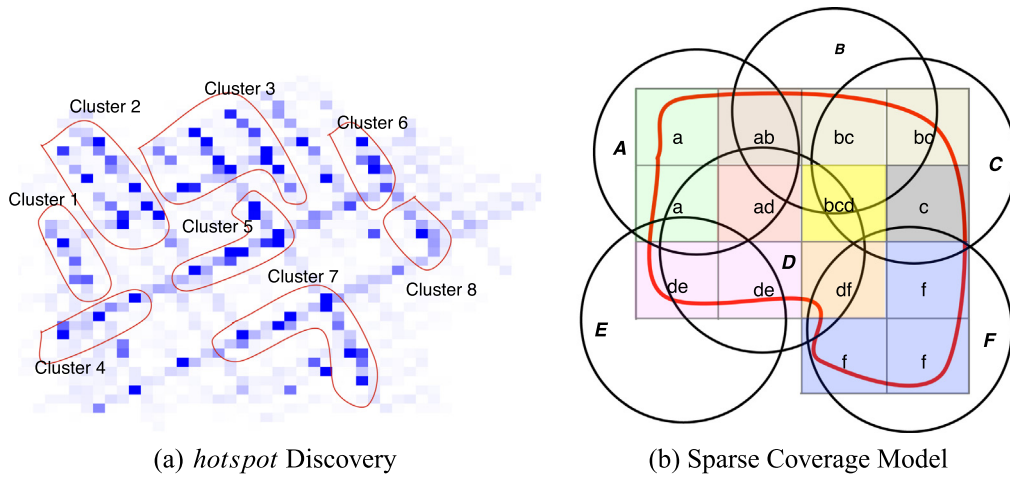 Cluster 1
Cluster 2
Cluster 3
Cluster 4
Cluster 5
Cluster 6
Cluster 7
Cluster 8
(a) hotspot Discovery
B
A
C
a ab bc bc
a ad bcd c
D
de de df f
E
F
f f
(b) Sparse Coverage Model